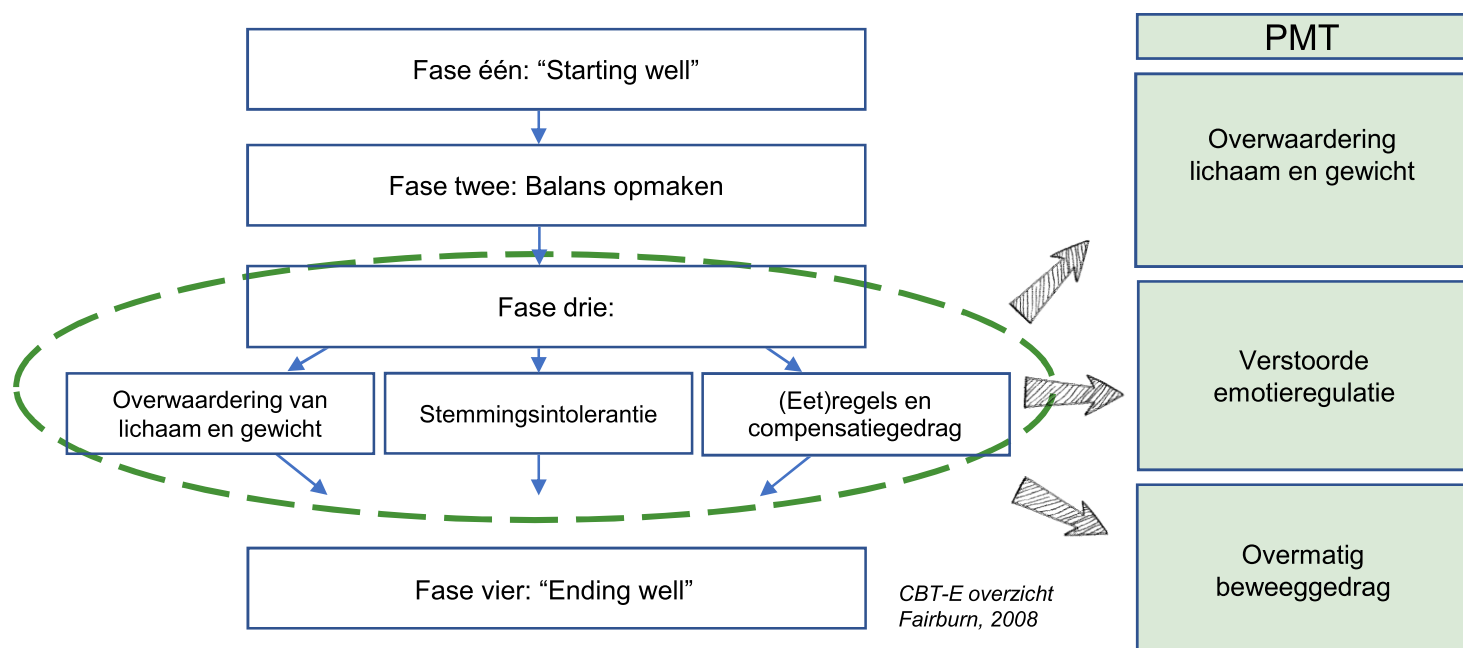 Fase één: “Starting well”
Fase twee: Balans opmaken
Fase drie:
Overwaardering van
lichaam en gewicht
Stemmingsintolerantie
(Eet)regels en
compensatiegedrag
Fase vier: “Ending well”
CBT-E overzicht
Fairburn, 2008
PMT
Overwaardering
lichaam en gewicht
Verstoorde
emotieregulatie
Overmatig
beweeggedrag